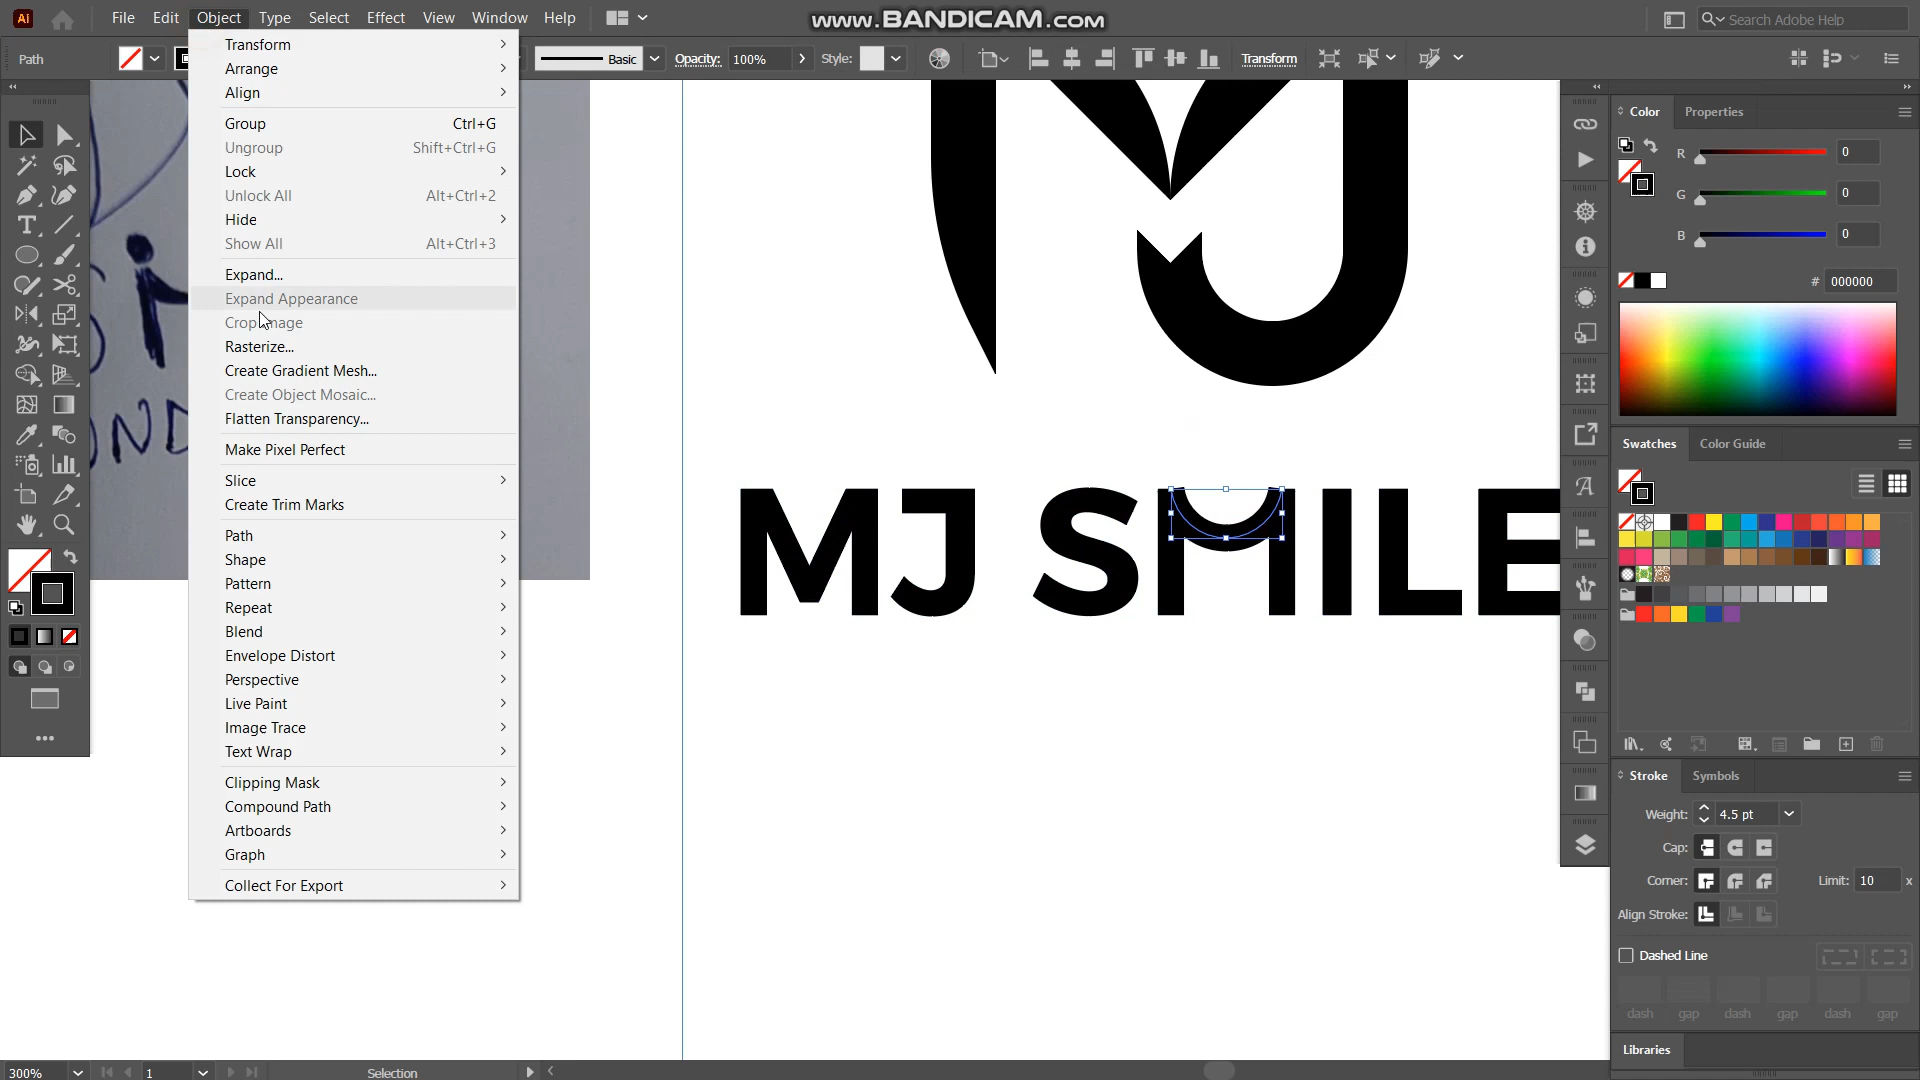 www.BANDICAM.com
File Edit Object Type Select Effect View Window Help
Search Adobe Help
Path
Basic Opacity: 100% Style: Transform
Transform
Arrange
Align
Group Ctrl+G
Ungroup Shift+Ctrl+G
Lock
Unlock All Alt+Ctrl+2
Hide
Show All Alt+Ctrl+3
Expand...
Expand Appearance
Crop Image
Rasterize...
Create Gradient Mesh...
Create Object Mosaic...
Flatten Transparency...
Make Pixel Perfect
Slice
Create Trim Marks
Path
Shape
Pattern
Repeat
Blend
Envelope Distort
Perspective
Live Paint
Image Trace
Text Wrap
Clipping Mask
Compound Path
Artboards
Graph
Collect For Export
MJ SMILE
Color Properties
R 0
G 0
B 0
# 000000
Swatches Color Guide
Stroke Symbols
Weight: 4.5 pt
Cap:
Corner: Limit: 10 x
Align Stroke:
Dashed Line
dash gap dash gap dash gap
Libraries
300% 1 Selection